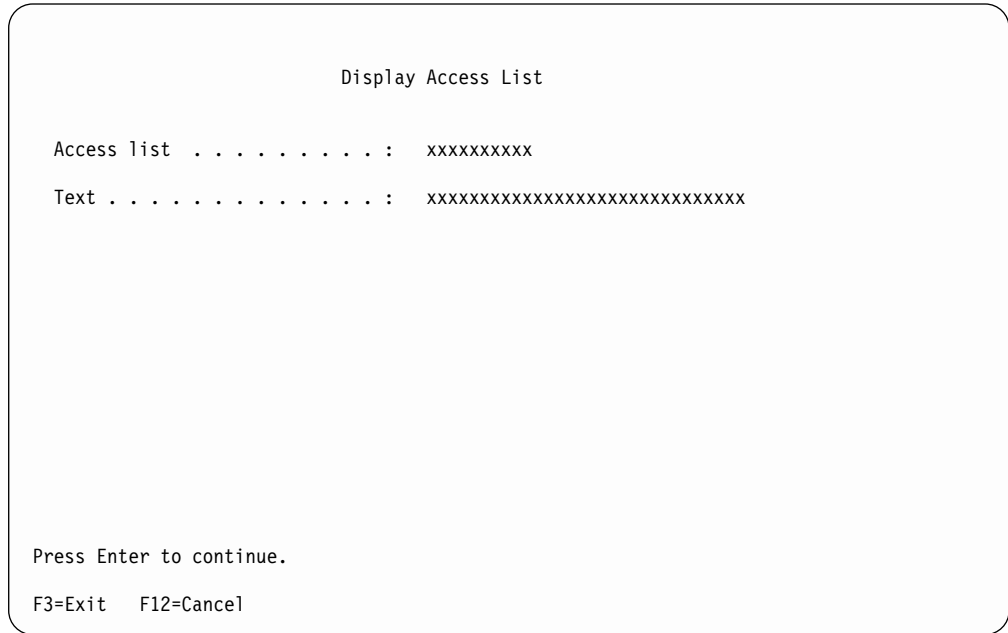 Display Access List
Access list . . . . . . . . . : xxxxxxxxxx
Text . . . . . . . . . . . . . : xxxxxxxxxxxxxxxxxxxxxxxxxxxxxx
Press Enter to continue.
F3=Exit F12=Cancel